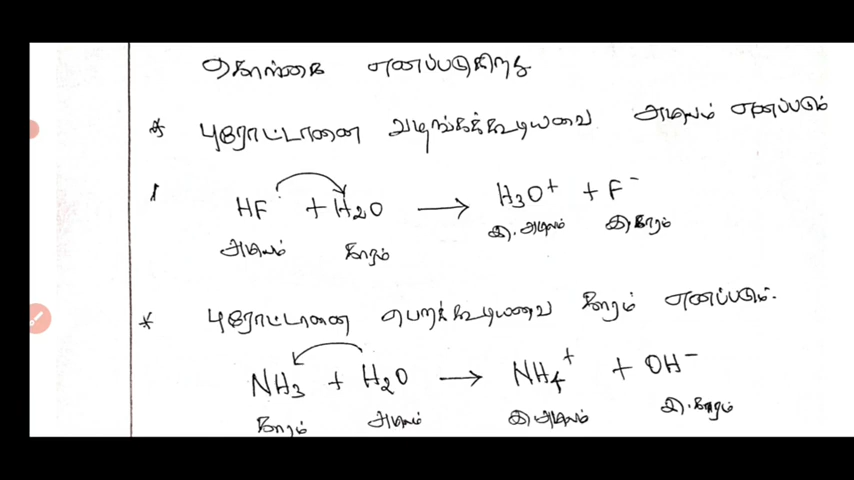 கொள்கை எனப்படுகிறது
* புரோட்டானை வழங்கக்கூடியவை அமிலம் எனப்படும்
HF + H2O → H3O+ + F-
அமிலம் காரம் இ.அமிலம் இ.காரம்
* புரோட்டானை பெறக்கூடியவை காரம் எனப்படும்.
NH3 + H2O → NH4+ + OH-
காரம் அமிலம் இ.அமிலம் இ.காரம்